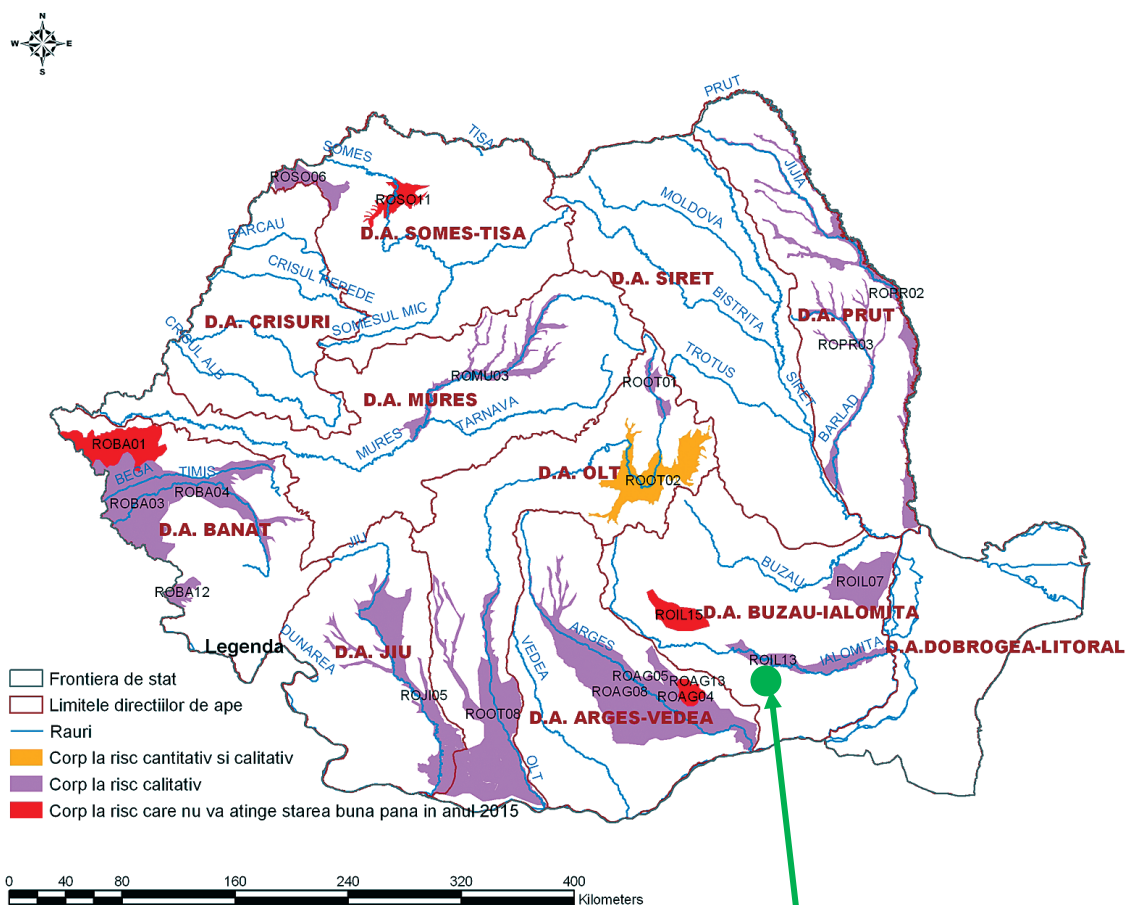 N
W E
S
PRUT
TISA
SOMES
JIJIA
ROSO06
ROSO11
MOLDOVA
BARCAU
D.A. SOMES-TISA
CRISUL REPEDE
D.A. SIRET
BISTRITA
ROPR02
D.A. CRISURI
SOMESUL MIC
D.A. PRUT
CRISUL ALB
ROPR03
TROTUS
ROMU03
ROOT01
SIRET
D.A. MURES
TARNAVA
BARLAD
MURES
ROBA01
BEGA
TIMIS
D.A. OLT
ROOT02
ROBA04
ROBA03
D.A. BANAT
JIU
BUZAU
ROIL07
ROBA12
ROIL15
D.A. BUZAU-IALOMITA
DUNAREA
ARGES
VEDEA
Legenda
D.A. JIU
IALOMITA
D.A.DOBROGEA-LITORAL
ROIL13
Frontiera de stat
ROAG05
ROAG13
ROJI05
ROAG08
ROAG04
Limitele directiilor de ape
ROOT08
D.A. ARGES-VEDEA
Rauri
OLT
Corp la risc cantitativ si calitativ
Corp la risc calitativ
Corp la risc care nu va atinge starea buna pana in anul 2015
0 40 80 160 240 320 400
Kilometers